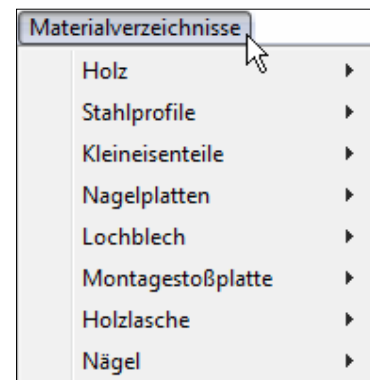 Materialverzeichnisse
Holz
Stahlprofile
Kleineisenteile
Nagelplatten
Lochblech
Montagestoßplatte
Holzlasche
Nägel